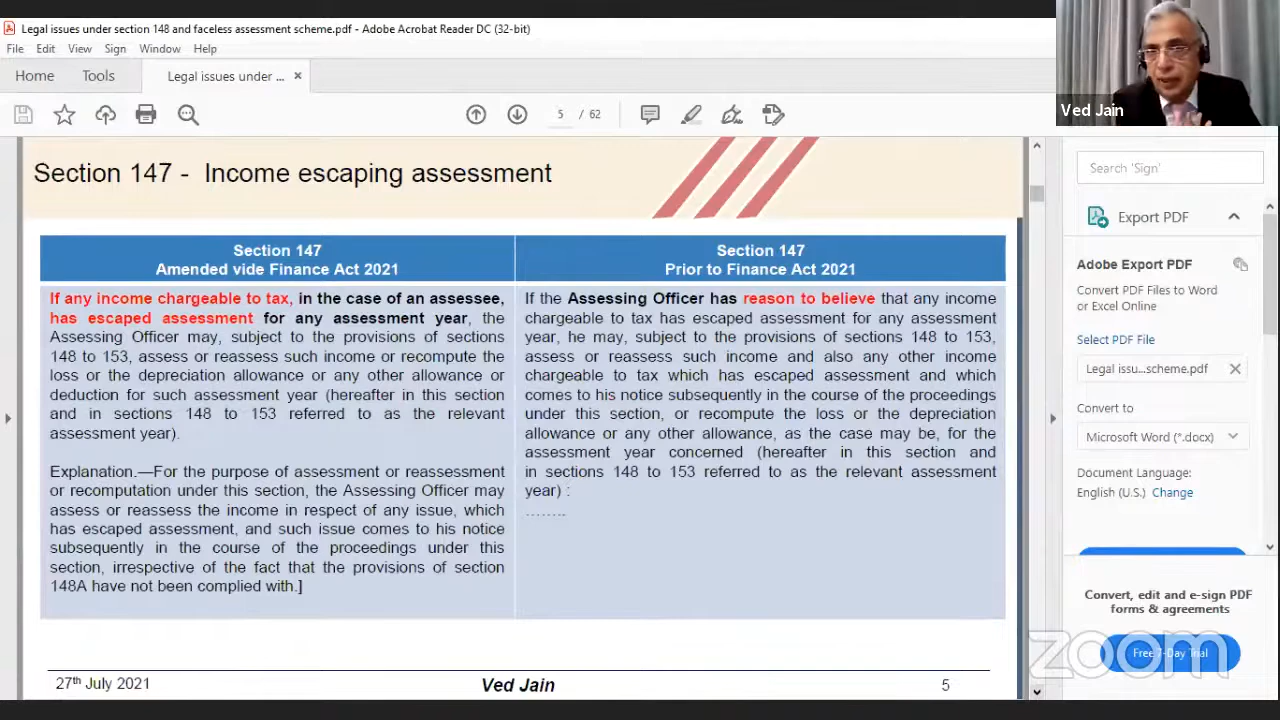 Legal issues under section 148 and faceless assessment scheme.pdf - Adobe Acrobat Reader DC (32-bit)
File Edit View Sign Window Help
Home Tools Legal issues under ... ×
5 / 62
Ved Jain
Section 147 - Income escaping assessment
Section 147
Amended vide Finance Act 2021
If any income chargeable to tax, in the case of an assessee,
has escaped assessment for any assessment year, the
Assessing Officer may, subject to the provisions of sections
148 to 153, assess or reassess such income or recompute the
loss or the depreciation allowance or any other allowance or
deduction for such assessment year (hereafter in this section
and in sections 148 to 153 referred to as the relevant
assessment year).
Explanation.—For the purpose of assessment or reassessment
or recomputation under this section, the Assessing Officer may
assess or reassess the income in respect of any issue, which
has escaped assessment, and such issue comes to his notice
subsequently in the course of the proceedings under this
section, irrespective of the fact that the provisions of section
148A have not been complied with.]
Section 147
Prior to Finance Act 2021
If the Assessing Officer has reason to believe that any income
chargeable to tax has escaped assessment for any assessment
year, he may, subject to the provisions of sections 148 to 153,
assess or reassess such income and also any other income
chargeable to tax which has escaped assessment and which
comes to his notice subsequently in the course of the proceedings
under this section, or recompute the loss or the depreciation
allowance or any other allowance, as the case may be, for the
assessment year concerned (hereafter in this section and
in sections 148 to 153 referred to as the relevant assessment
year) :
........
27th July 2021
Ved Jain
5
Search 'Sign'
Export PDF
Adobe Export PDF
Convert PDF Files to Word
or Excel Online
Select PDF File
Legal issu...scheme.pdf ×
Convert to
Microsoft Word (*.docx)
Document Language:
English (U.S.) Change
Convert, edit and e-sign PDF
forms & agreements
Free 7-Day Trial
zoom